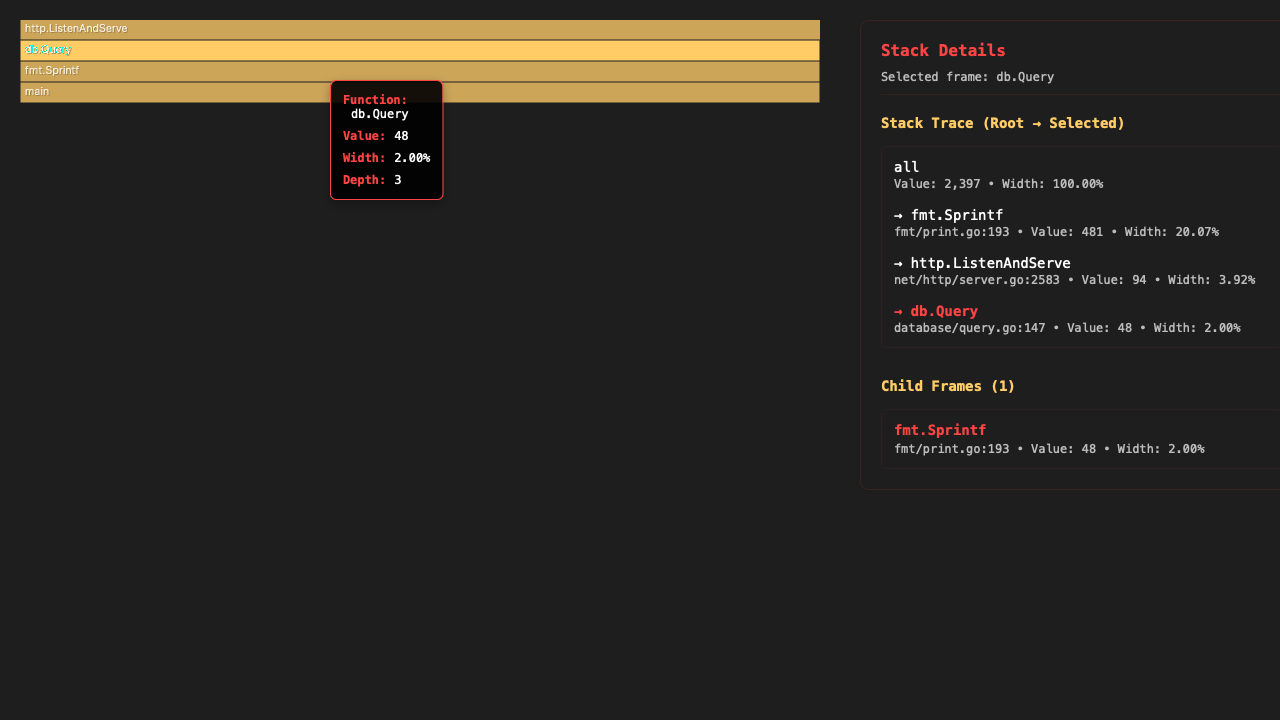 http.ListenAndServe
db.Query
fmt.Sprintf
main
Function:
db.Query
Value: 48
Width: 2.00%
Depth: 3
Stack Details
Selected frame: db.Query
Stack Trace (Root → Selected)
all
Value: 2,397 • Width: 100.00%
→ fmt.Sprintf
fmt/print.go:193 • Value: 481 • Width: 20.07%
→ http.ListenAndServe
net/http/server.go:2583 • Value: 94 • Width: 3.92%
→ db.Query
database/query.go:147 • Value: 48 • Width: 2.00%
Child Frames (1)
fmt.Sprintf
fmt/print.go:193 • Value: 48 • Width: 2.00%